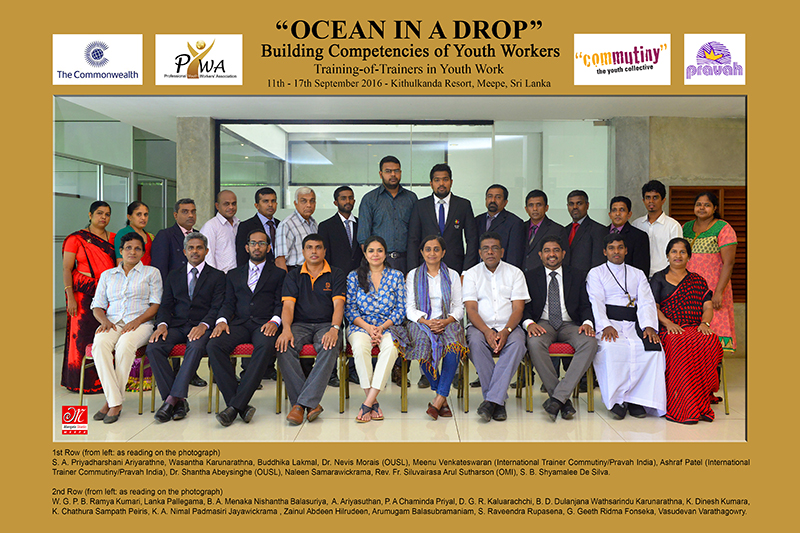 "OCEAN IN A DROP"
Building Competencies of Youth Workers
Training-of-Trainers in Youth Work
11th - 17th September 2016 - Kithulkanda Resort, Meepe, Sri Lanka
The Commonwealth
PYWA
Professional Youth Workers' Association
"commutiny"
the youth collective
pravah
M
1st Row (from left: as reading on the photograph)
S. A. Priyadharshani Ariyarathne, Wasantha Karunarathna, Buddhika Lakmal, Dr. Nevis Morais (OUSL), Meenu Venkateswaran (International Trainer Commutiny/Pravah India), Ashraf Patel (International
Trainer Commutiny/Pravah India), Dr. Shantha Abeysinghe (OUSL), Naleen Samarawickrama, Rev. Fr. Siluvairasa Arul Sutharson (OMI), S. B. Shyamalee De Silva.
2nd Row (from left: as reading on the photograph)
W. G. P. B. Ramya Kumari, Lanka Pallegama, B. A. Menaka Nishantha Balasuriya, A. Ariyasuthan, P. A Chaminda Priyal, D. G. R. Kaluarachchi, B. D. Dulanjana Wathsarindu Karunarathna, K. Dinesh Kumara,
K. Chathura Sampath Peiris, K. A. Nimal Padmasiri Jayawickrama , Zainul Abdeen Hilrudeen, Arumugam Balasubramaniam, S. Raveendra Rupasena, G. Geeth Ridma Fonseka, Vasudevan Varathagowry.